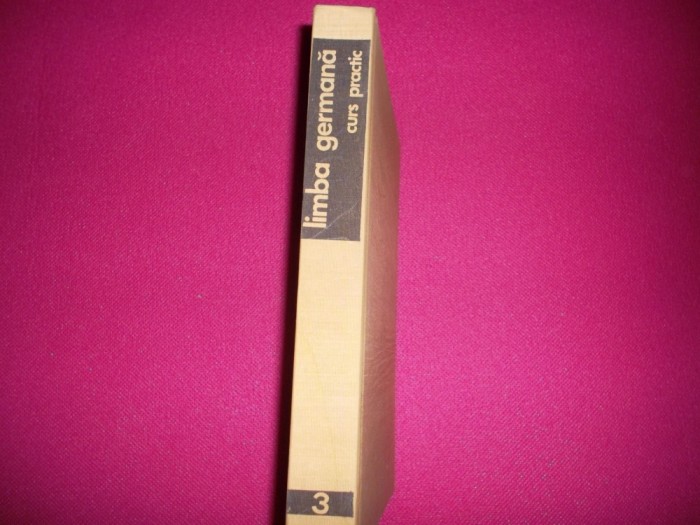 limba germană
curs practic
3